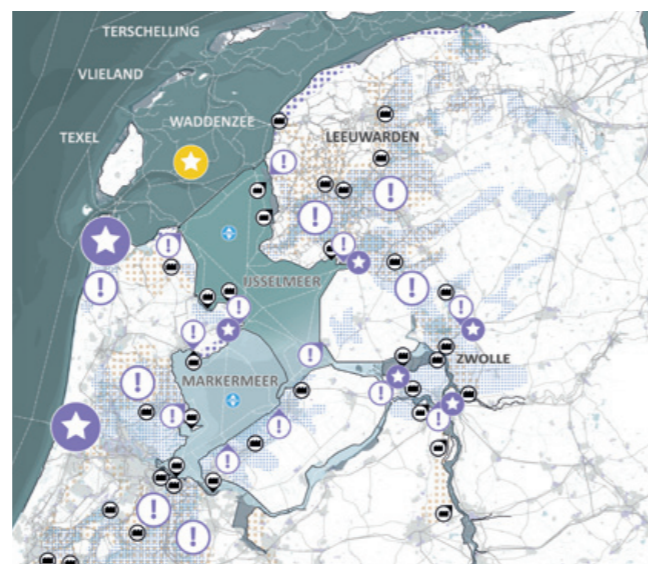 TERSCHELLING
VLIELAND
TEXEL
WADDENZEE
LEEUWARDEN
IJSSELMEER
ZWOLLE
MARKERMEER